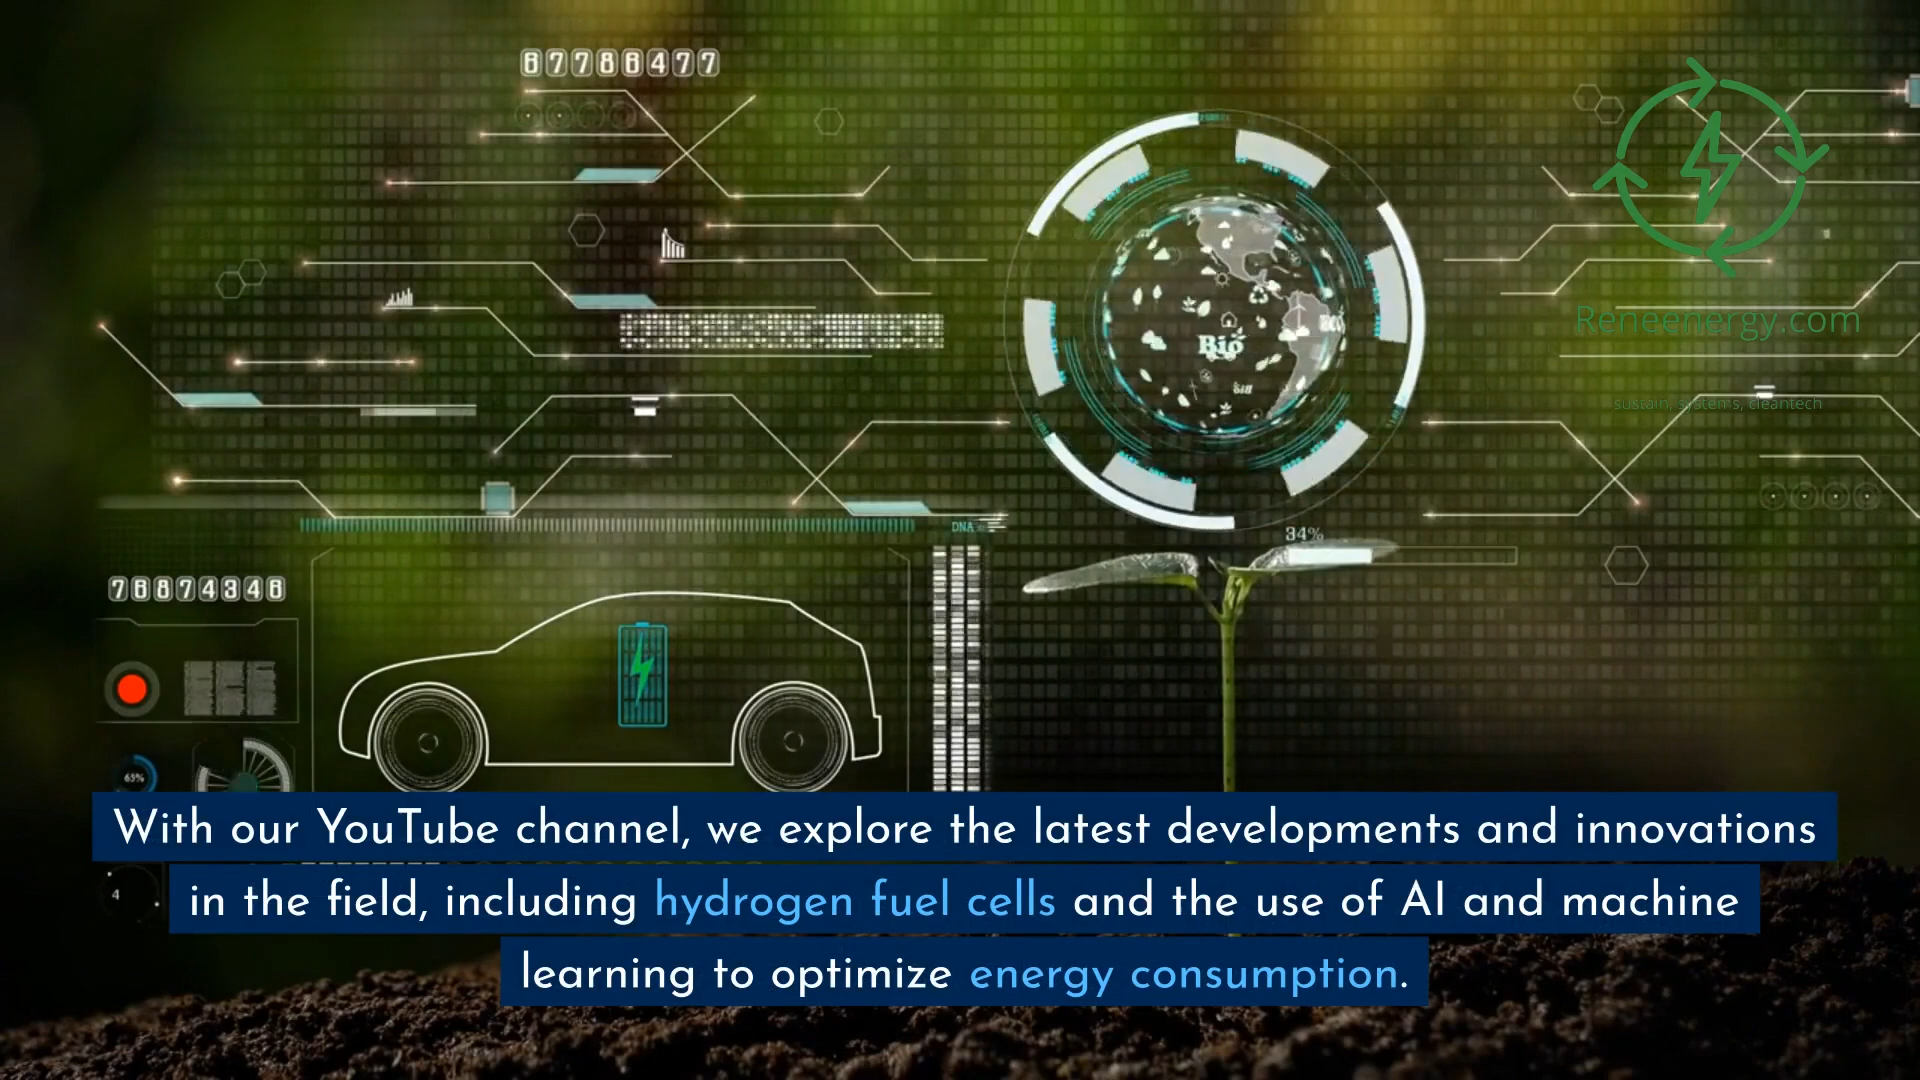 67786477
Reneenergy.com
Bio
sustain, systems, cleantech
DNA
34%
76874346
65%
With our YouTube channel, we explore the latest developments and innovations
4
in the field, including hydrogen fuel cells and the use of AI and machine
learning to optimize energy consumption.